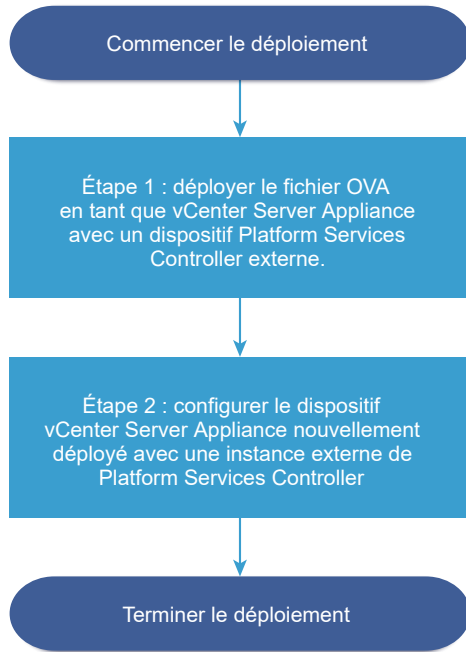 Commencer le déploiement
Étape 1 : déployer le fichier OVA
en tant que vCenter Server Appliance
avec un dispositif Platform Services
Controller externe.
Étape 2 : configurer le dispositif
vCenter Server Appliance nouvellement
déployé avec une instance externe de
Platform Services Controller
Terminer le déploiement